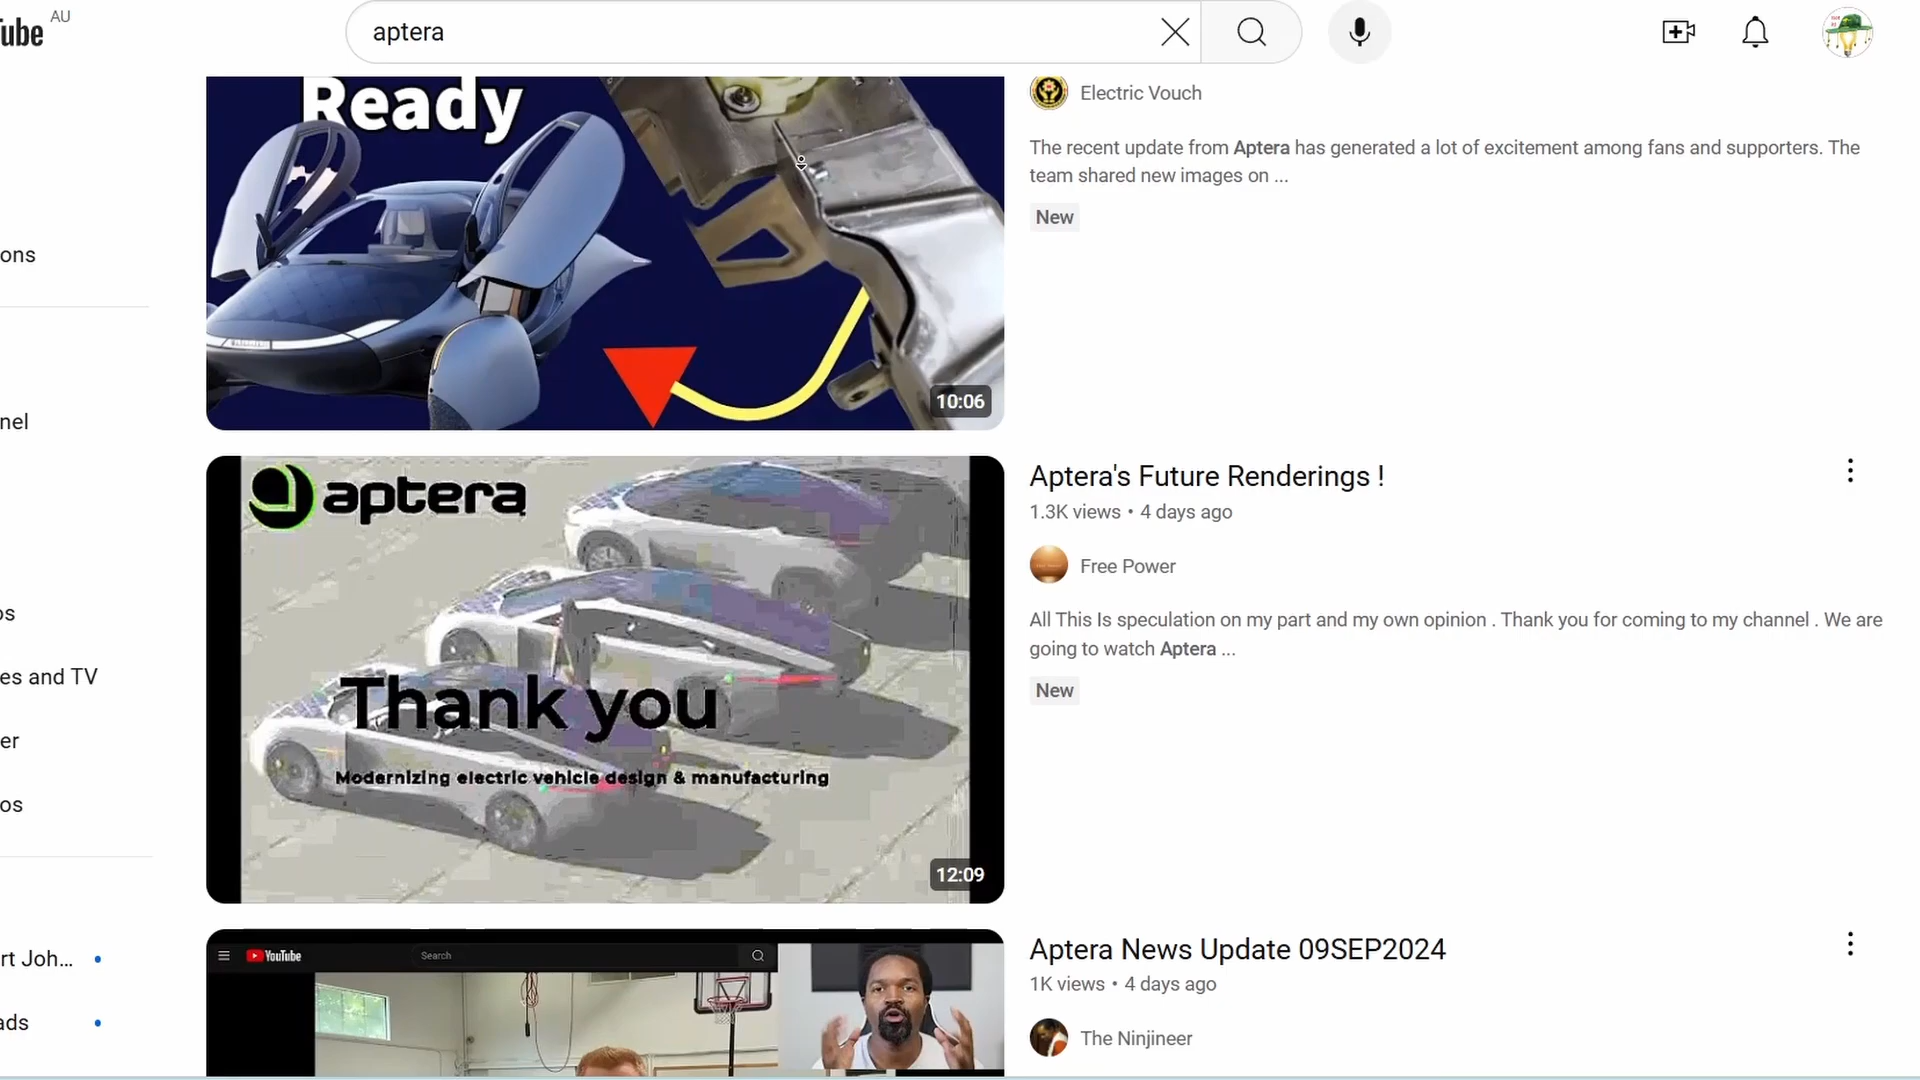 Tube
AU
aptera
Ready
10:06
Electric Vouch
The recent update from Aptera has generated a lot of excitement among fans and supporters. The
team shared new images on ...
New
ons
nel
os
es and TV
er
os
rt Joh...
ads
aptera
Thank you
Modernizing electric vehicle design & manufacturing
12:09
Aptera's Future Renderings !
1.3K views • 4 days ago
Free Power
All This Is speculation on my part and my own opinion . Thank you for coming to my channel . We are
going to watch Aptera ...
New
YouTube
Search
Aptera News Update 09SEP2024
1K views • 4 days ago
The Ninjineer